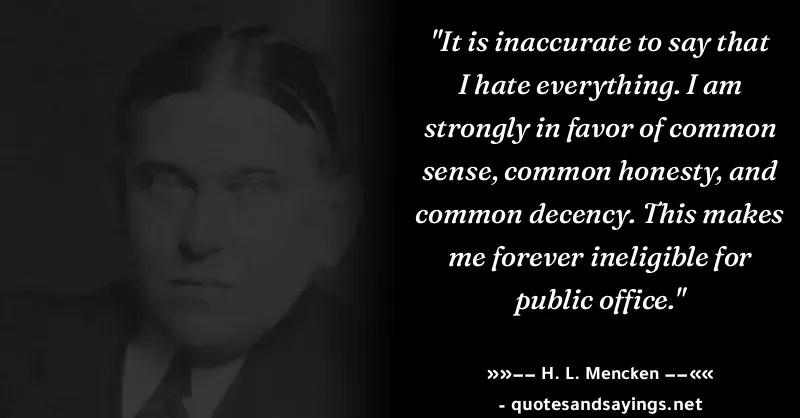 "It is inaccurate to say that
I hate everything. I am
strongly in favor of common
sense, common honesty, and
common decency. This makes
me forever ineligible for
public office."
»»–– H. L. Mencken ––««
- quotesandsayings.net